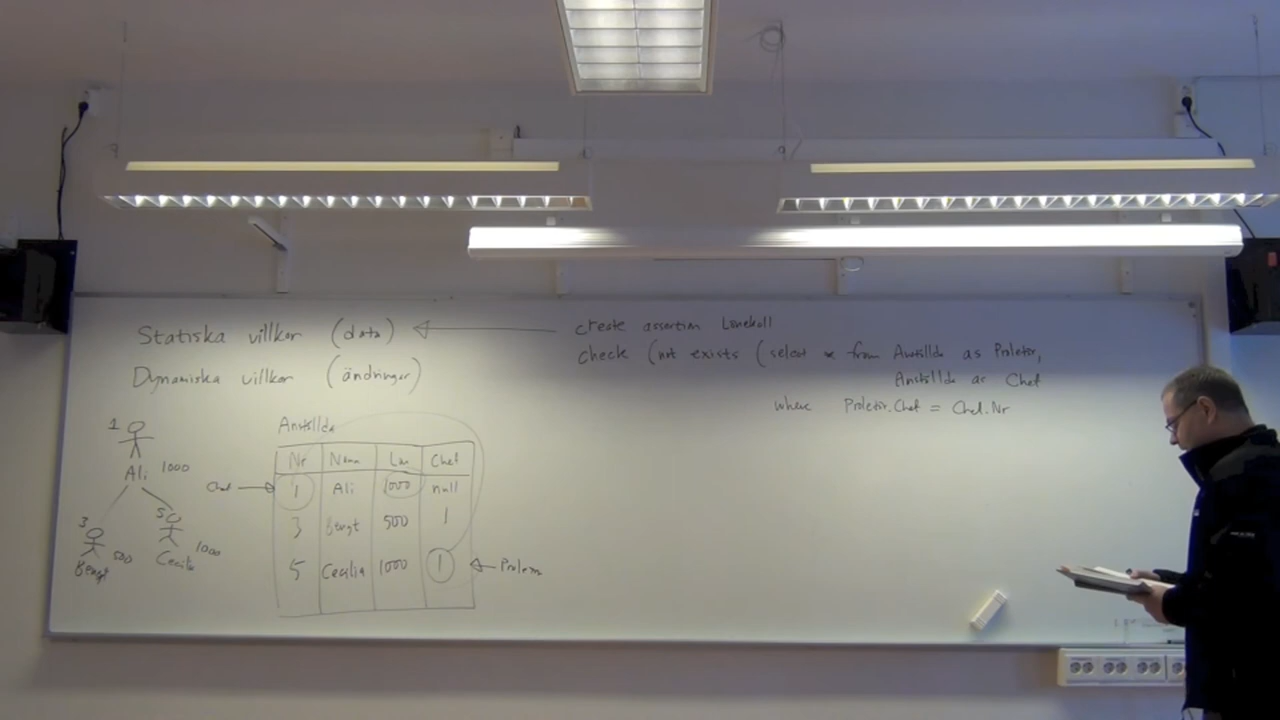 Statiska villkor (data)
Dynamiska villkor (ändringar)
create assertion Lönekoll
check (not exists (select * from Anställda as Proletär,
Anställda as Chef
where Proletär.Chef = Chef.Nr
1
Ali 1000
3
Bengt 500
5
Cecilia 1000
Anställda
Nr Namn Lön Chef
Chef 1 Ali 1000 null
3 Bengt 500 1
5 Cecilia 1000 1